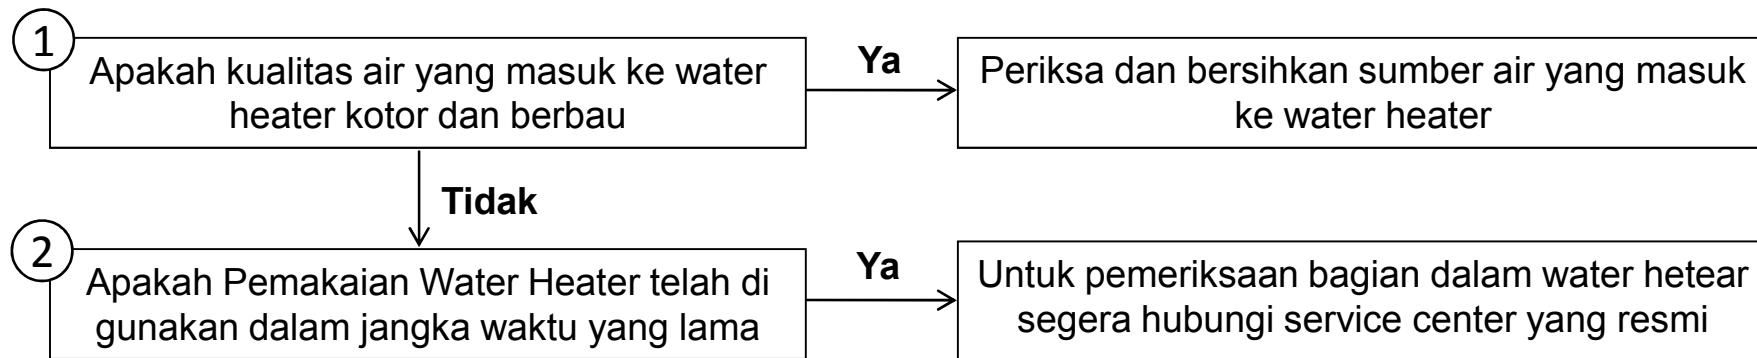 1
Apakah kualitas air yang masuk ke water
heater kotor dan berbau
Ya
Periksa dan bersihkan sumber air yang masuk
ke water heater
Tidak
2
Apakah Pemakaian Water Heater telah di
gunakan dalam jangka waktu yang lama
Ya
Untuk pemeriksaan bagian dalam water hetear
segera hubungi service center yang resmi